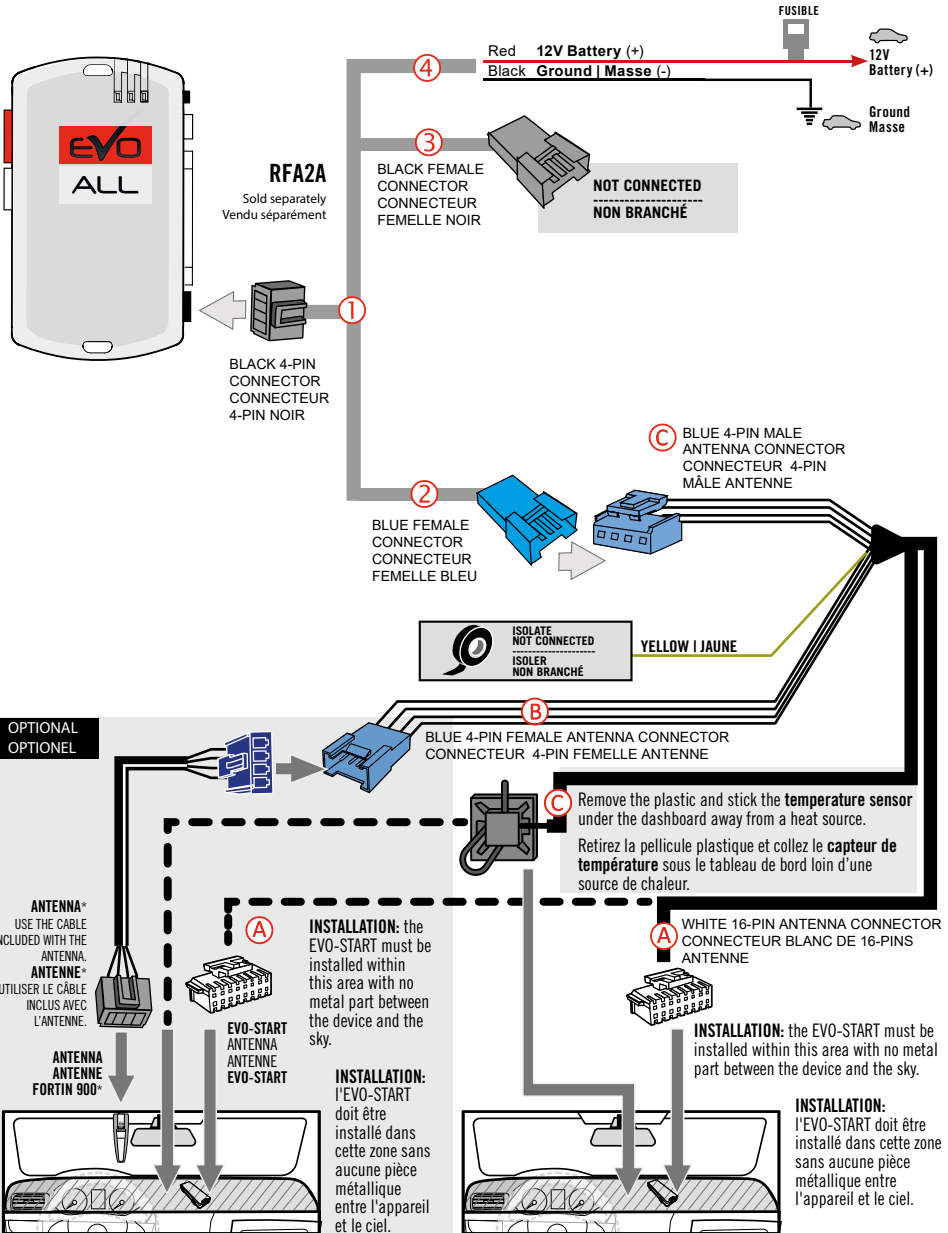 FUSIBLE
12V
Battery (+)
4
Red 12V Battery (+)
Black Ground | Masse (-)
Ground
Masse
EVO
ALL
RFA2A
Sold separately
Vendu séparément
3
BLACK FEMALE
CONNECTOR
CONNECTEUR
FEMELLE NOIR
NOT CONNECTED
NON BRANCHÉ
1
BLACK 4-PIN
CONNECTOR
CONNECTEUR
4-PIN NOIR
2
BLUE FEMALE
CONNECTOR
CONNECTEUR
FEMELLE BLEU
C
BLUE 4-PIN MALE
ANTENNA CONNECTOR
CONNECTEUR 4-PIN
MÂLE ANTENNE
ISOLATE
NOT CONNECTED
ISOLER
NON BRANCHÉ
YELLOW | JAUNE
B
BLUE 4-PIN FEMALE ANTENNA CONNECTOR
CONNECTEUR 4-PIN FEMELLE ANTENNE
OPTIONAL
OPTIONEL
C
Remove the plastic and stick the temperature sensor
under the dashboard away from a heat source.
Retirez la pellicule plastique et collez le capteur de
température sous le tableau de bord loin d'une
source de chaleur.
ANTENNA*
USE THE CABLE
NCLUDED WITH THE
ANTENNA.
ANTENNE*
UTILISER LE CÂBLE
INCLUS AVEC
L'ANTENNE.
ANTENNA
ANTENNE
FORTIN 900*
A
EVO-START
ANTENNA
ANTENNE
EVO-START
INSTALLATION: the
EVO-START must be
installed within
this area with no
metal part between
the device and the
sky.
INSTALLATION:
l'EVO-START
doit être
installé dans
cette zone sans
aucune pièce
métallique
entre l'appareil
et le ciel.
A
WHITE 16-PIN ANTENNA CONNECTOR
CONNECTEUR BLANC DE 16-PINS
ANTENNE
INSTALLATION: the EVO-START must be
installed within this area with no metal
part between the device and the sky.
INSTALLATION:
l'EVO-START doit être
installé dans cette zone
sans aucune pièce
métallique entre
l'appareil et le ciel.